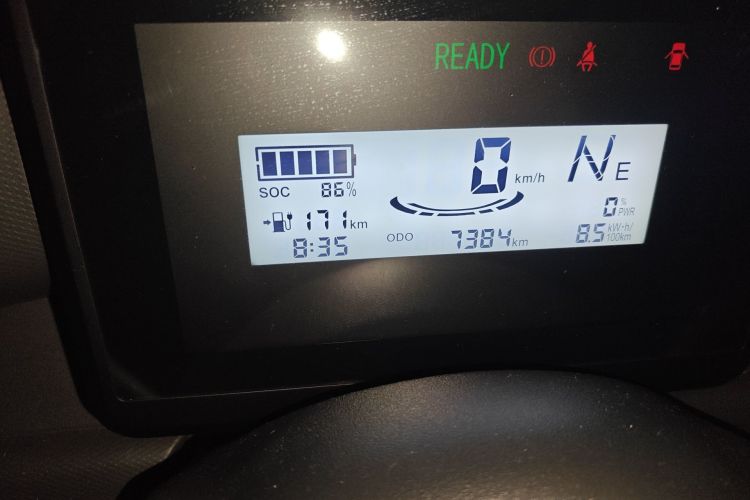 READY
0 km/h
N E
SOC 86%
0 % PWR
171 km
8:35
ODO 7384 km
8.5 kW·h/100km